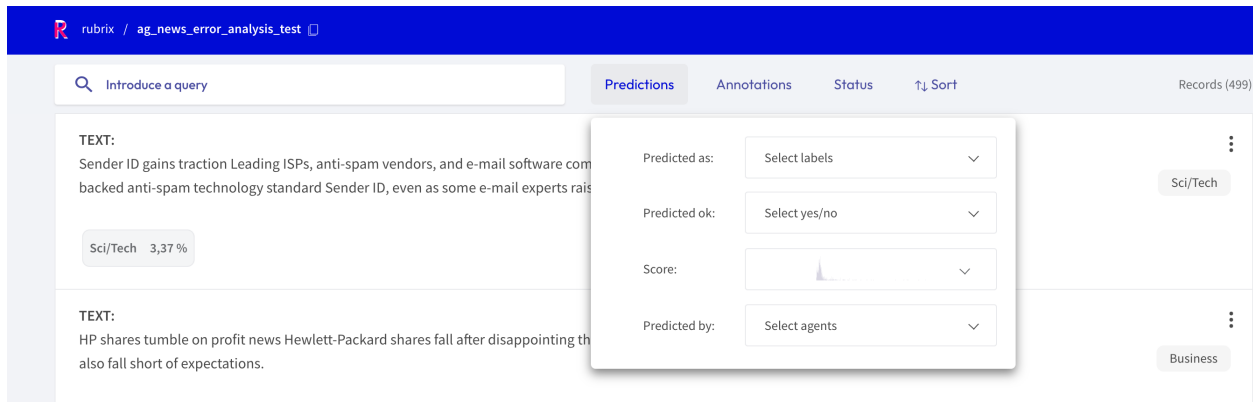 R rubrix / ag_news_error_analysis_test
Introduce a query
Predictions Annotations Status Sort Records (499)
TEXT:
Sender ID gains traction Leading ISPs, anti-spam vendors, and e-mail software com
backed anti-spam technology standard Sender ID, even as some e-mail experts rais
Sci/Tech
Sci/Tech 3,37 %
Predicted as: Select labels
Predicted ok: Select yes/no
Score:
Predicted by: Select agents
TEXT:
HP shares tumble on profit news Hewlett-Packard shares fall after disappointing th
also fall short of expectations.
Business